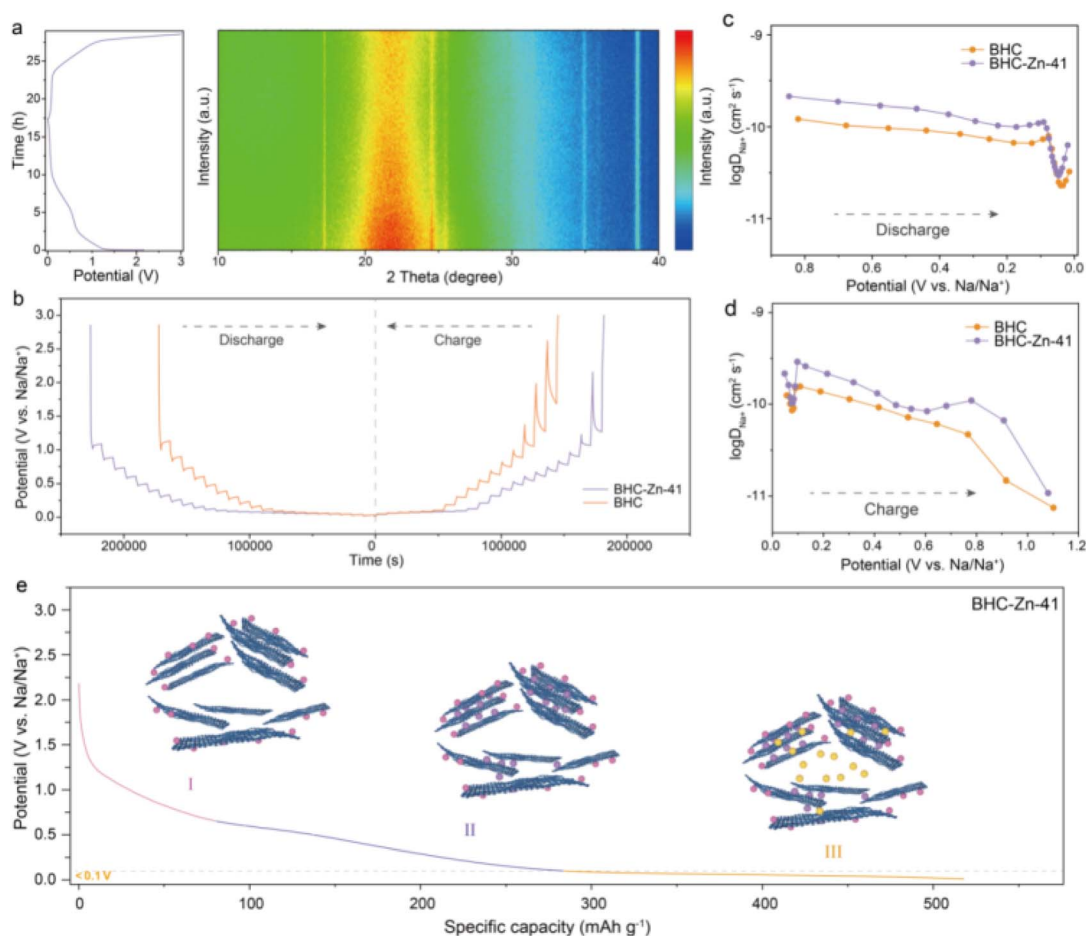 a
25
20
15
10
5
0
Time (h)
0 1 2 3
Potential (V)
Intensity (a.u.)
10 20 30 40
2 Theta (degree)
Intensity (a.u.)
c
-9
-10
-11
logD_Na+ (cm² s⁻¹)
BHC
BHC-Zn-41
Discharge
0.8 0.6 0.4 0.2 0.0
Potential (V vs. Na/Na⁺)
b
3.0
2.5
2.0
1.5
1.0
0.5
0.0
Potential (V vs. Na/Na⁺)
Discharge
Charge
BHC-Zn-41
BHC
200000 100000 0 100000 200000
Time (s)
d
-9
-10
-11
logD_Na+ (cm² s⁻¹)
BHC
BHC-Zn-41
Charge
0.0 0.2 0.4 0.6 0.8 1.0 1.2
Potential (V vs. Na/Na⁺)
e
BHC-Zn-41
3.0
2.5
2.0
1.5
1.0
0.5
0.0
Potential (V vs. Na/Na⁺)
I
II
III
<0.1 V
0 100 200 300 400 500
Specific capacity (mAh g⁻¹)